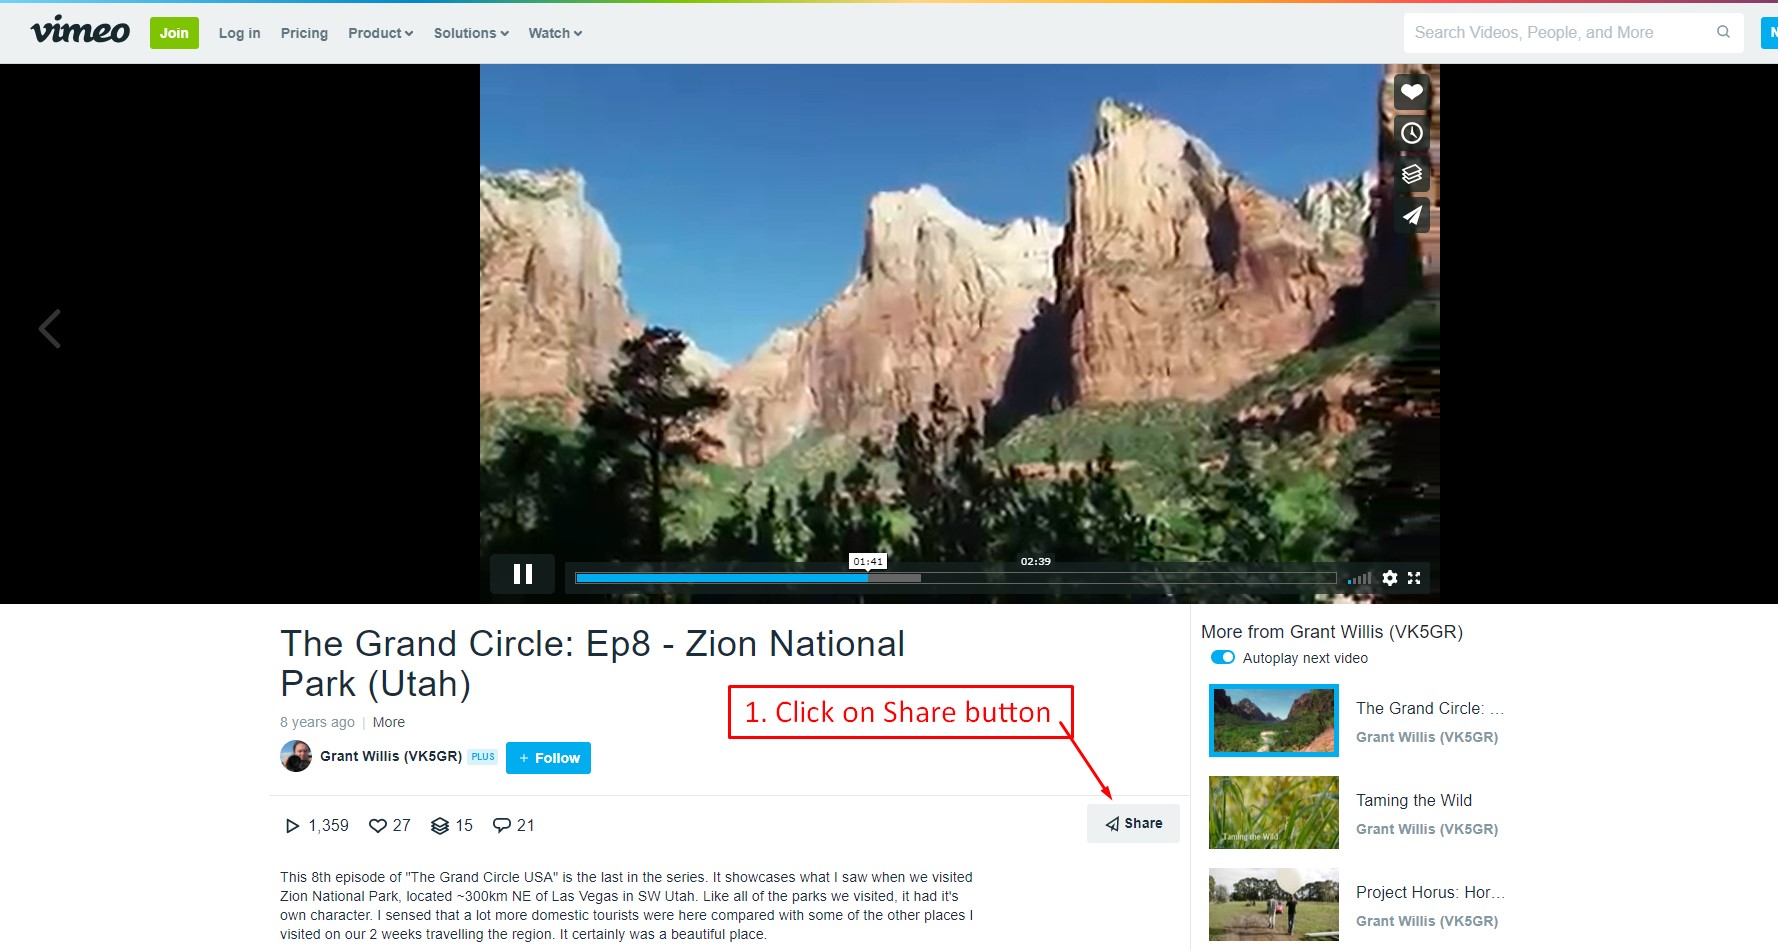 vimeo
Join
Log in
Pricing
Product
Solutions
Watch
Search Videos, People, and More
N
01:41
02:39
The Grand Circle: Ep8 - Zion National
Park (Utah)
8 years ago | More
Grant Willis (VK5GR) PLUS
+ Follow
1. Click on Share button
1,359
27
15
21
Share
This 8th episode of "The Grand Circle USA" is the last in the series. It showcases what I saw when we visited
Zion National Park, located ~300km NE of Las Vegas in SW Utah. Like all of the parks we visited, it had it's
own character. I sensed that a lot more domestic tourists were here compared with some of the other places I
visited on our 2 weeks travelling the region. It certainly was a beautiful place.
More from Grant Willis (VK5GR)
Autoplay next video
The Grand Circle: ...
Grant Willis (VK5GR)
Taming the Wild
Taming the Wild
Grant Willis (VK5GR)
Project Horus: Hor...
Grant Willis (VK5GR)